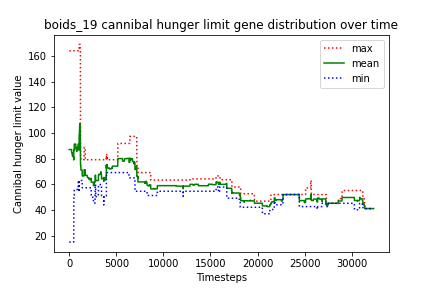 boids_19 cannibal hunger limit gene distribution over time
Cannibal hunger limit value
160
140
120
100
80
60
40
20
max
mean
min
0
5000
10000
15000
20000
25000
30000
Timesteps